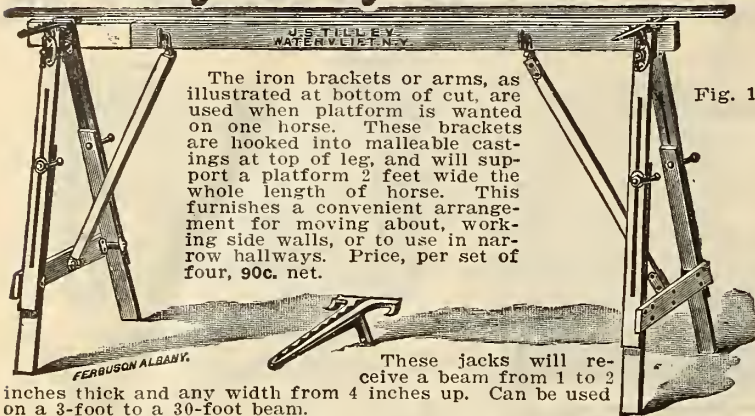 J. S. TILLEY
WATERVLIET N.Y.
The iron brackets or arms, as
illustrated at bottom of cut, are
used when platform is wanted
on one horse. These brackets
are hooked into malleable cast-
ings at top of leg, and will sup-
port a platform 2 feet wide the
whole length of horse. This
furnishes a convenient arrange-
ment for moving about, work-
ing side walls, or to use in nar-
row hallways. Price, per set of
four, 90c. net.
Fig. 1
FERGUSON ALBANY.
These jacks will re-
ceive a beam from 1 to 2
inches thick and any width from 4 inches up. Can be used
on a 3-foot to a 30-foot beam.